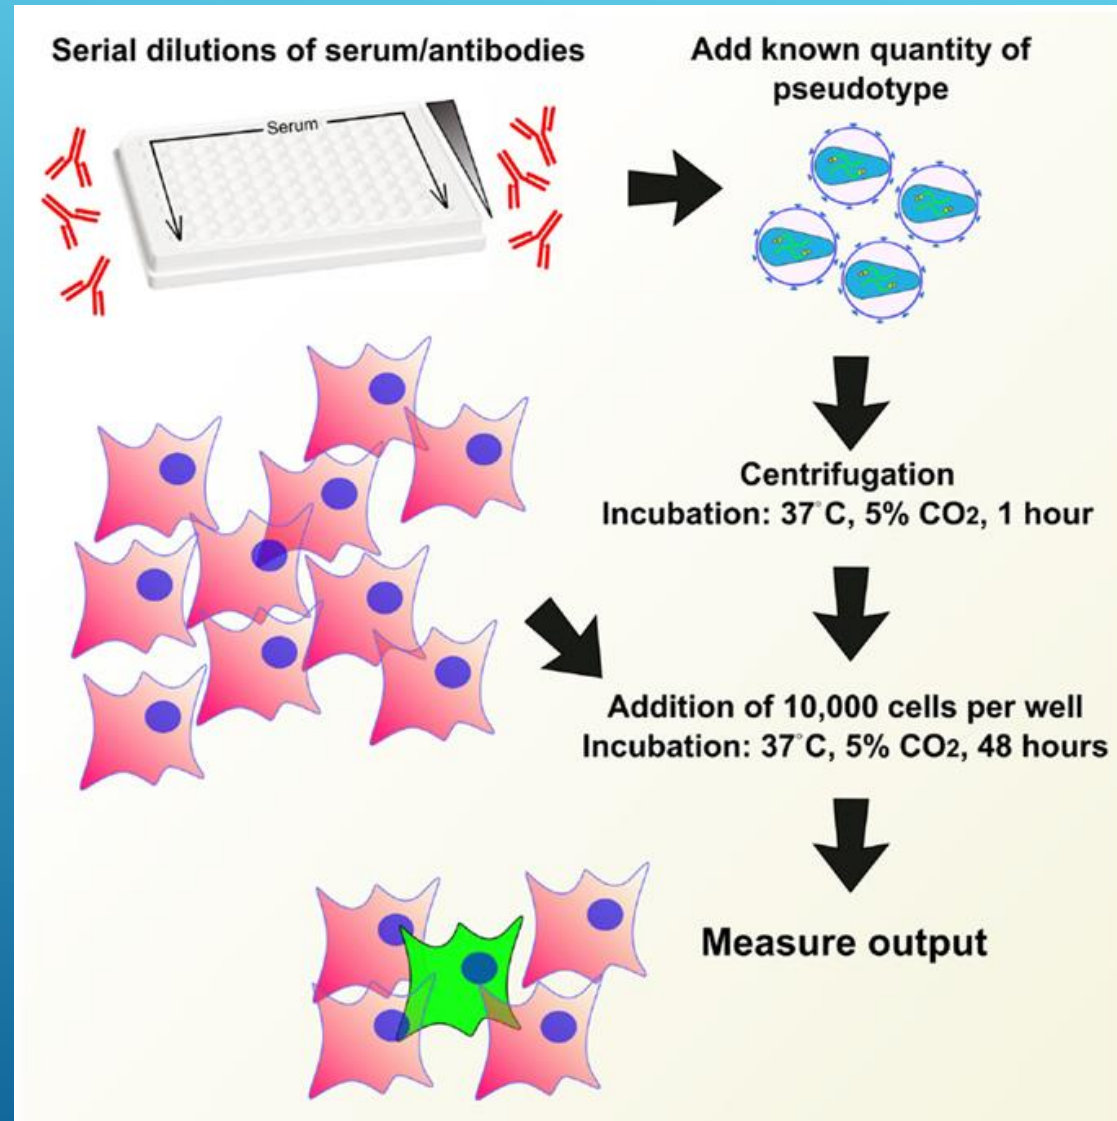 Serial dilutions of serum/antibodies
Serum
Add known quantity of
pseudotype
Centrifugation
Incubation: 37°C, 5% CO2, 1 hour
Addition of 10,000 cells per well
Incubation: 37°C, 5% CO2, 48 hours
Measure output